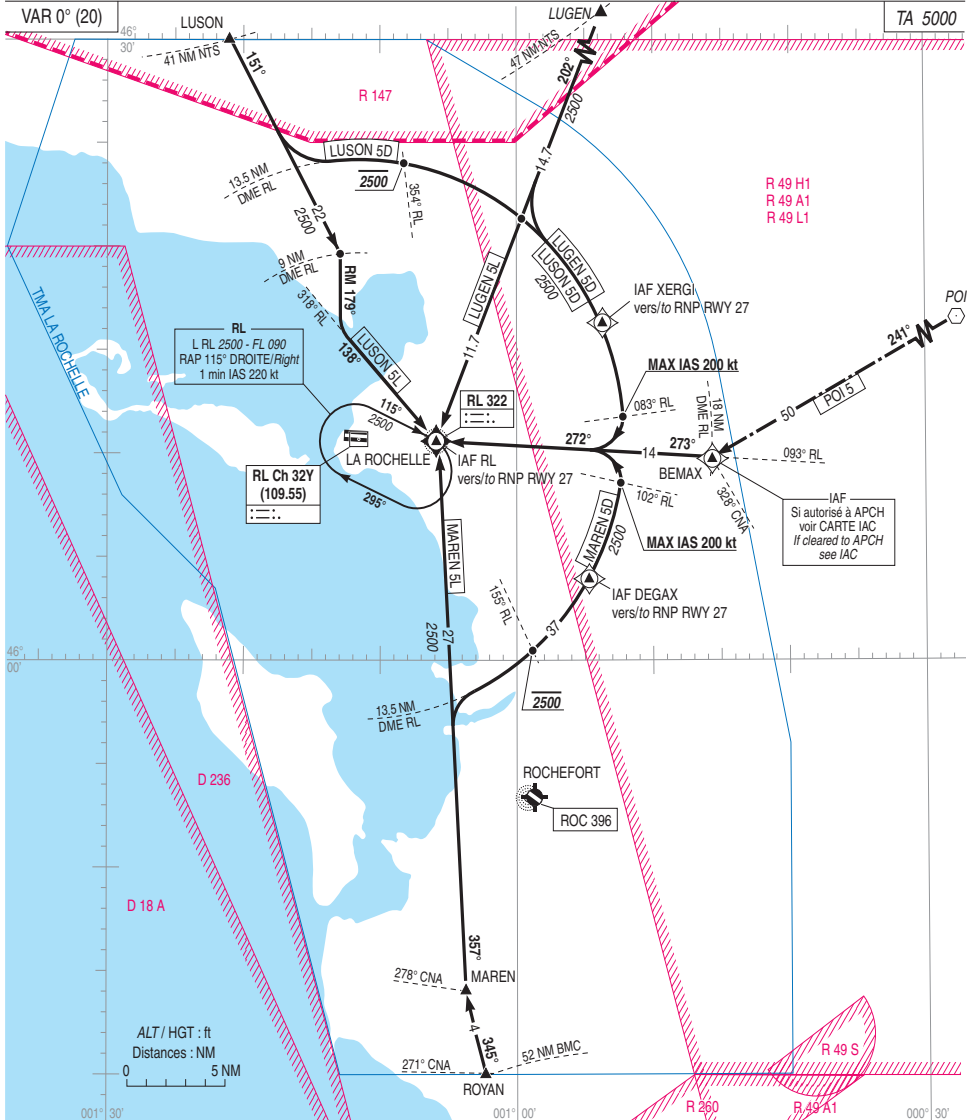 VAR 0° (20)
LUSON
LUGEN
TA 5000
46°
30'
41 NM NTS
151°
47 NM NTS
202°
2500
R 147
14.7
LUSON 5D
2500
13.5 NM
DME RL
354° RL
R 49 H1
R 49 A1
R 49 L1
22
2500
LUGEN 5D
LUSON 5D
2500
9 NM
DME RL
RM 179°
318° RL
LUGEN 5L
11.7
IAF XERGI
vers/to RNP RWY 27
TMA LA ROCHELLE
POI
241°
50
POI 5
RL
L RL 2500 - FL 090
RAP 115° DROITE/Right
1 min IAS 220 kt
LUSON 5L
138°
MAX IAS 200 kt
083° RL
18 NM
DME RL
115°
2500
RL 322
272°
14
273°
093° RL
LA ROCHELLE
IAF RL
vers/to RNP RWY 27
BEMAX
RL Ch 32Y
(109.55)
295°
102° RL
328° CNA
IAF
Si autorisé à APCH
voir CARTE IAC
If cleared to APCH
see IAC
MAREN 5D
2500
MAX IAS 200 kt
MAREN 5L
IAF DEGAX
vers/to RNP RWY 27
155° RL
37
27
2500
46°
00'
13.5 NM
DME RL
2500
D 236
ROCHEFORT
ROC 396
D 18 A
357°
278° CNA
MAREN
4
345°
ALT / HGT : ft
Distances : NM
0
5 NM
271° CNA
52 NM BMC
ROYAN
R 49 S
R 260
R 49 A1
001° 30'
001° 00'
000° 30'